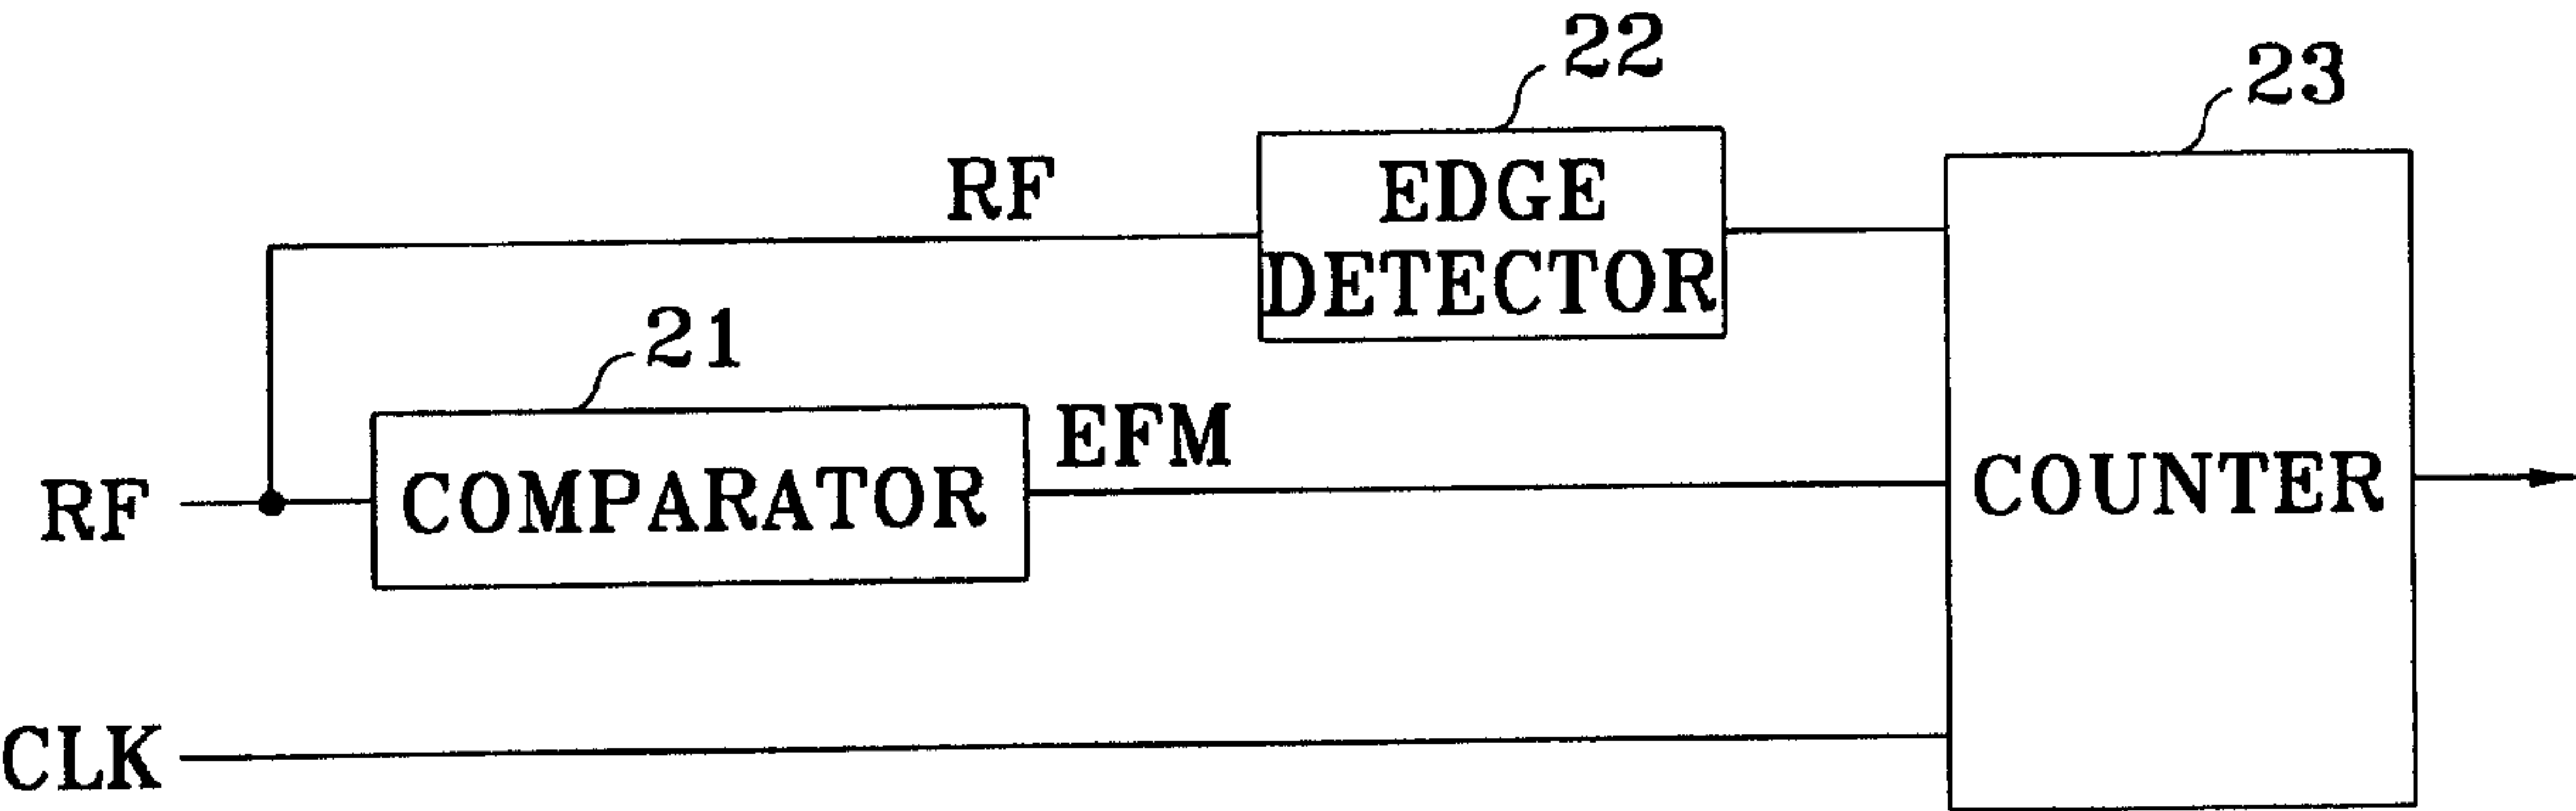 22
23
RF
EDGE
DETECTOR
21
EFM
RF
COMPARATOR
COUNTER
CLK